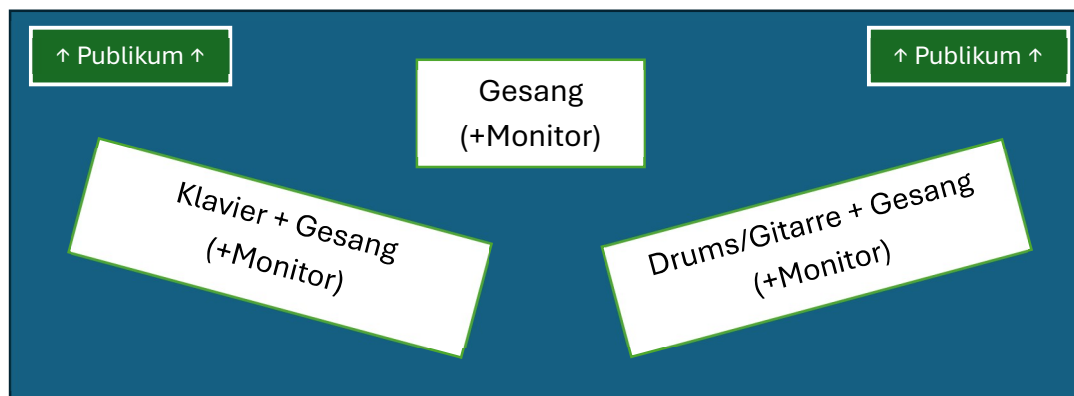 ↑ Publikum ↑
↑ Publikum ↑
Gesang
(+Monitor)
Klavier + Gesang
(+Monitor)
Drums/Gitarre + Gesang
(+Monitor)